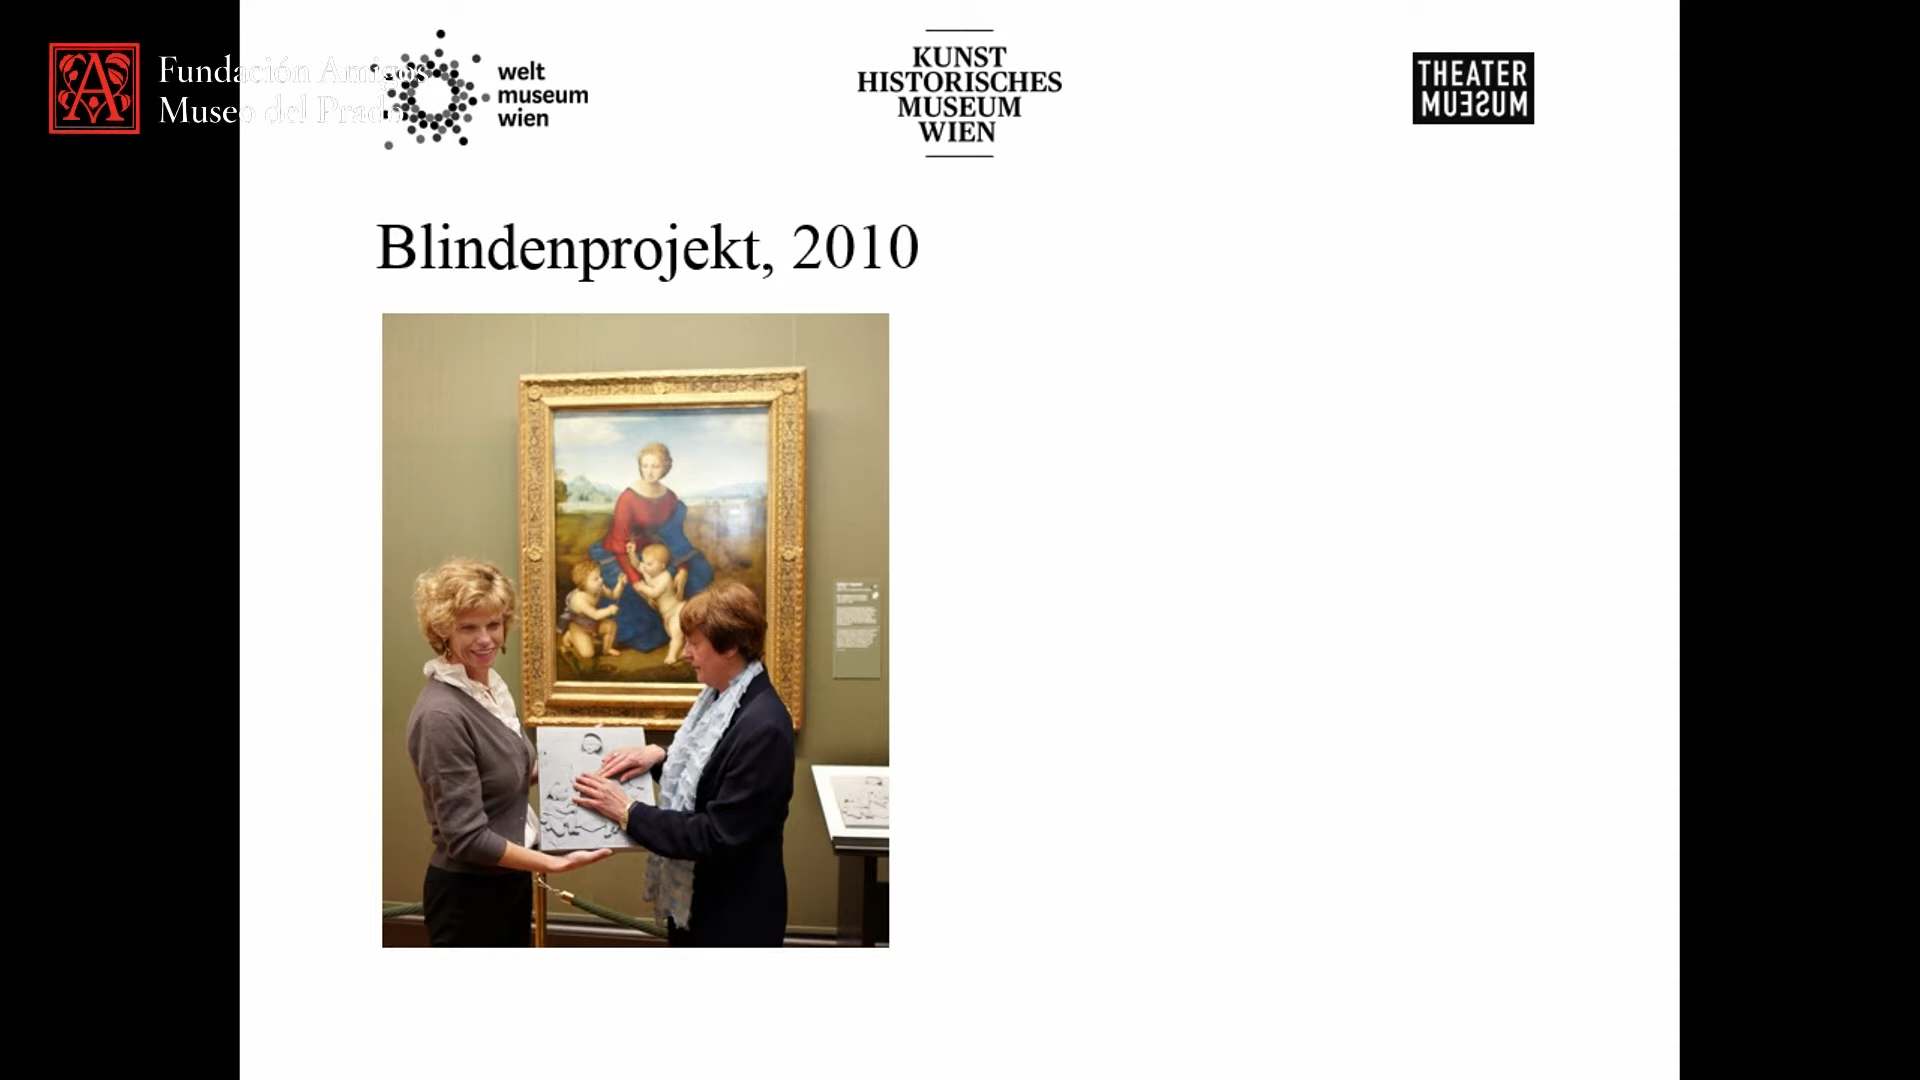 Fundación Amigos
Museo del Prado
welt
museum
wien
KUNST
HISTORISCHES
MUSEUM
WIEN
THEATER
MUSEUM
Blindenprojekt, 2010